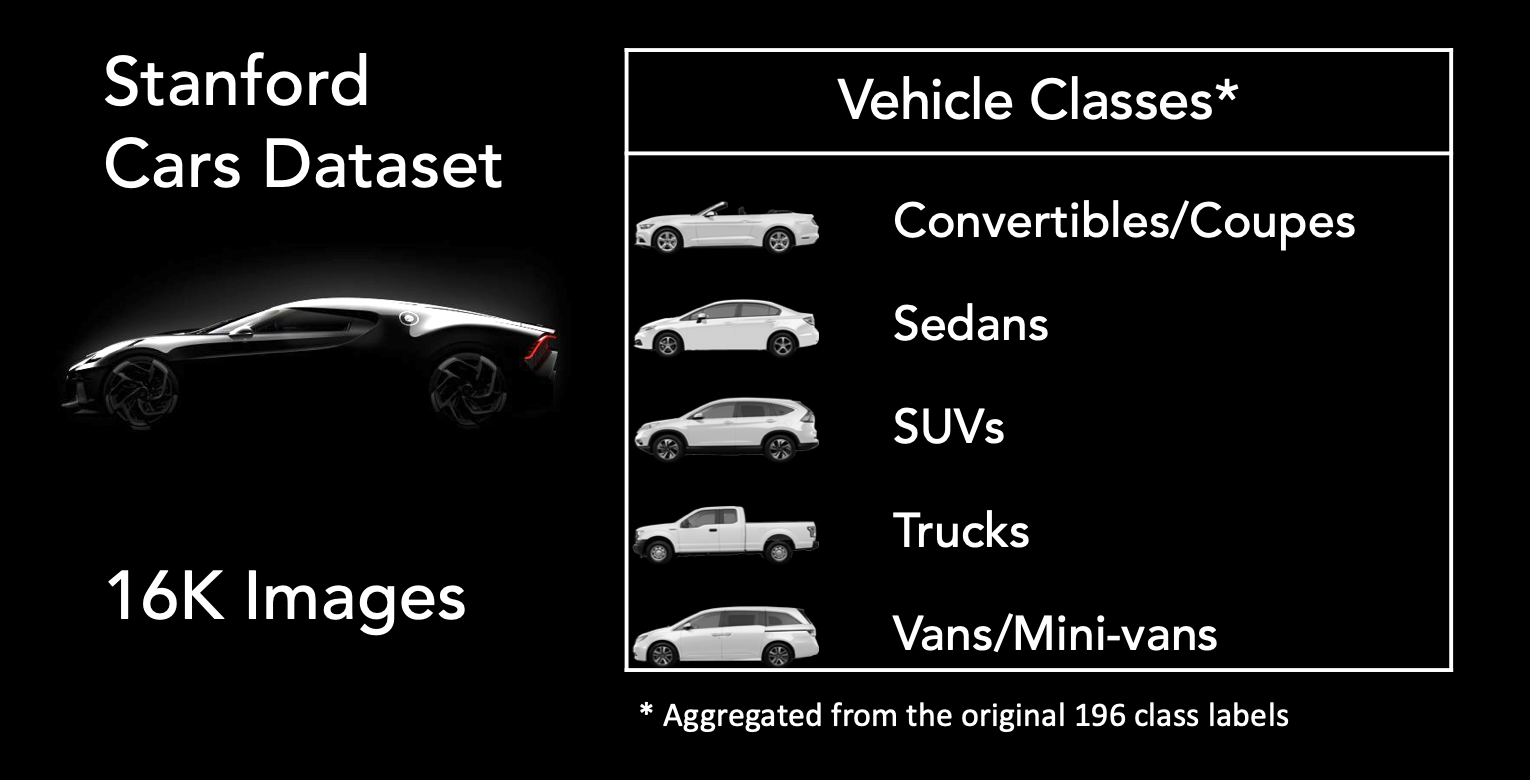 Stanford
Cars Dataset
16K Images
Vehicle Classes*
Convertibles/Coupes
Sedans
SUVs
Trucks
Vans/Mini-vans
* Aggregated from the original 196 class labels